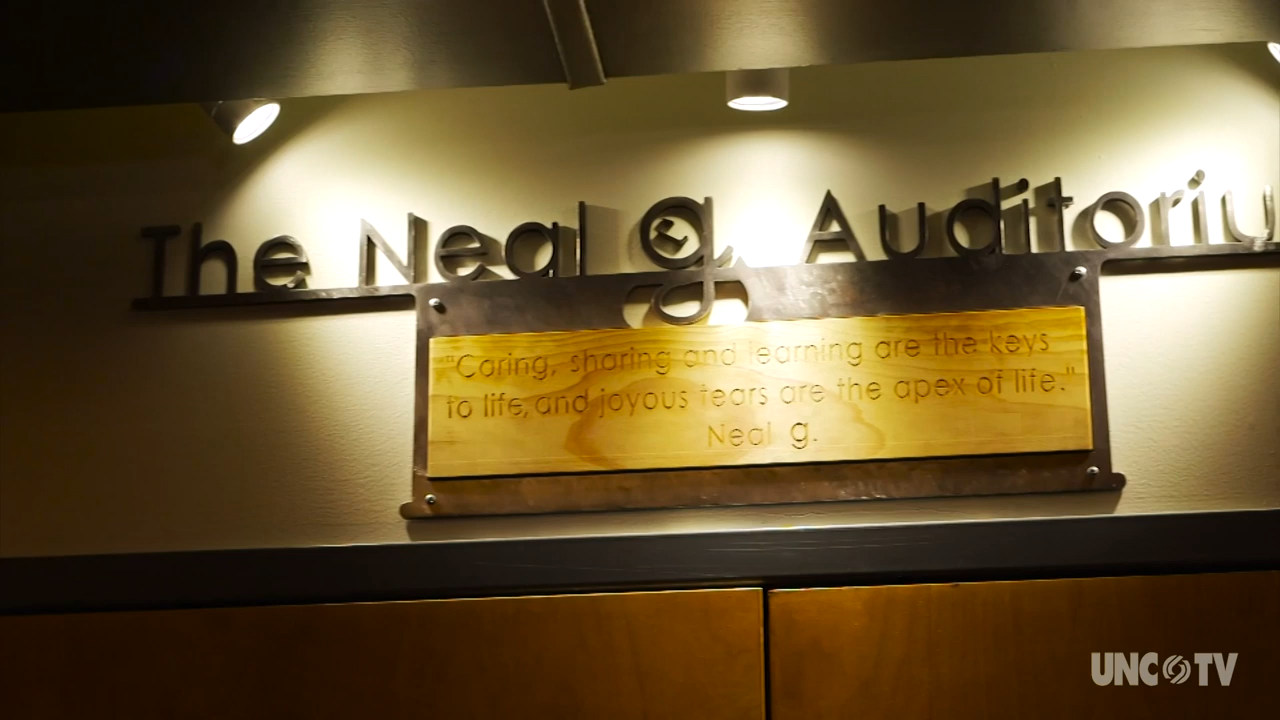 The Neal g. Auditoriu
"Caring, sharing and learning are the keys
to life, and joyous tears are the apex of life."
Neal g.
UNC TV